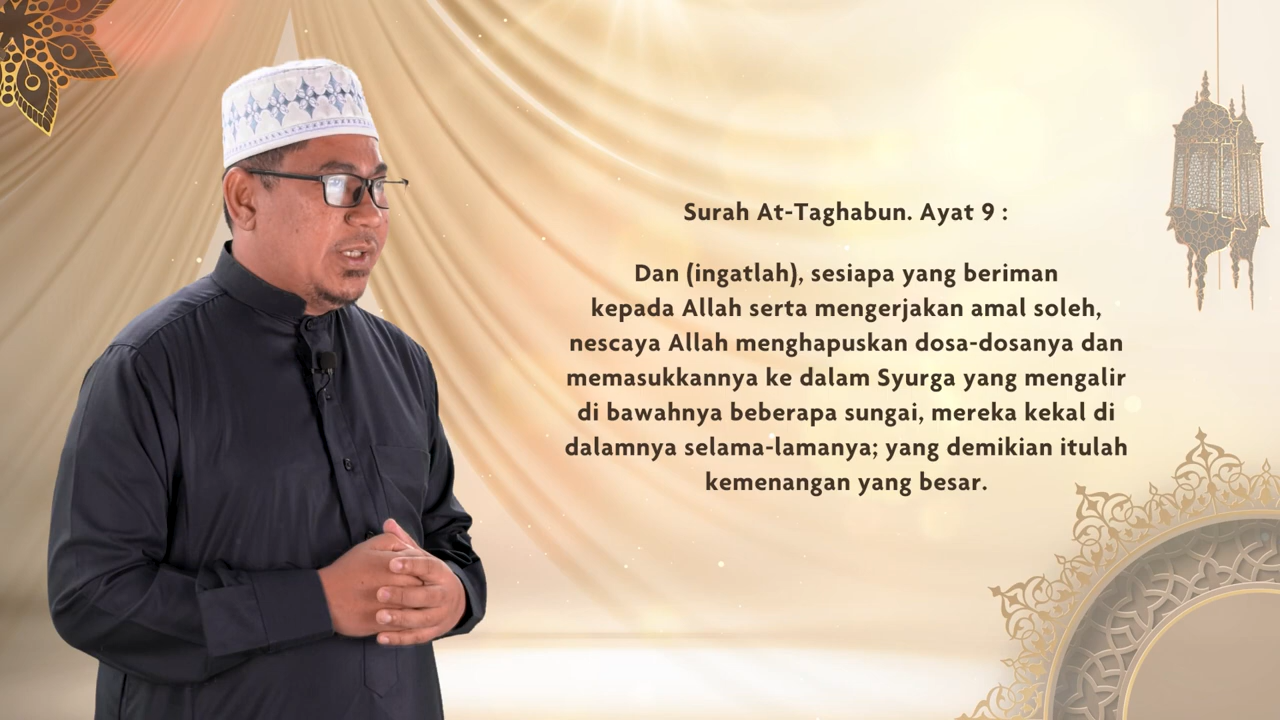 Surah At-Taghabun. Ayat 9 :
Dan (ingatlah), sesiapa yang beriman
kepada Allah serta mengerjakan amal soleh,
nescaya Allah menghapuskan dosa-dosanya dan
memasukkannya ke dalam Syurga yang mengalir
di bawahnya beberapa sungai, mereka kekal di
dalamnya selama-lamanya; yang demikian itulah
kemenangan yang besar.